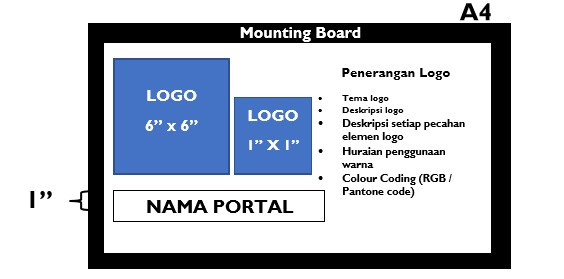 A4
Mounting Board
LOGO
6” x 6”
LOGO
1” X 1”
1”
NAMA PORTAL
Penerangan Logo
• Tema logo
• Deskripsi logo
• Deskripsi setiap pecahan
elemen logo
• Huraian penggunaan
warna
• Colour Coding (RGB /
Pantone code)